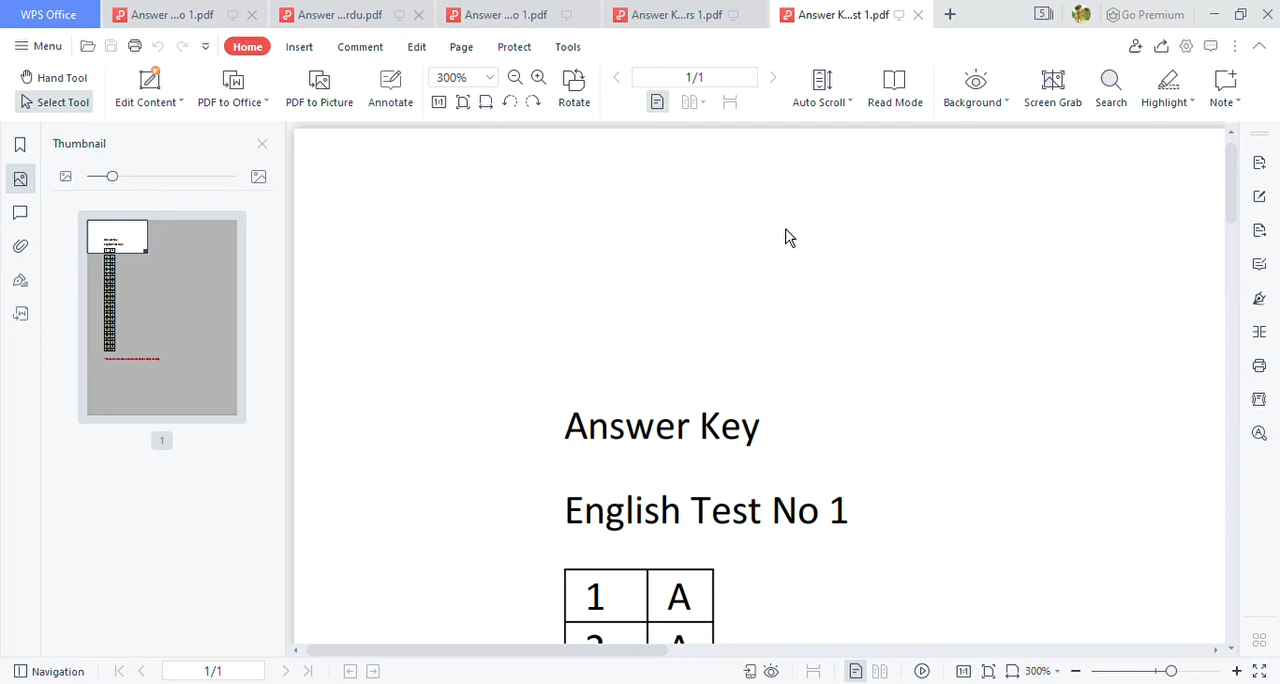 WPS Office Answer ...o 1.pdf Answer ...rdu.pdf Answer ...o 1.pdf Answer K...rs 1.pdf Answer K...st 1.pdf 5 Go Premium
Menu Home Insert Comment Edit Page Protect Tools
Hand Tool
Select Tool
Edit Content PDF to Office PDF to Picture Annotate
300%
Rotate
1/1
Auto Scroll Read Mode Background Screen Grab Search Highlight Note
Thumbnail
1
Answer Key
English Test No 1
1 A
Navigation 1/1 300%